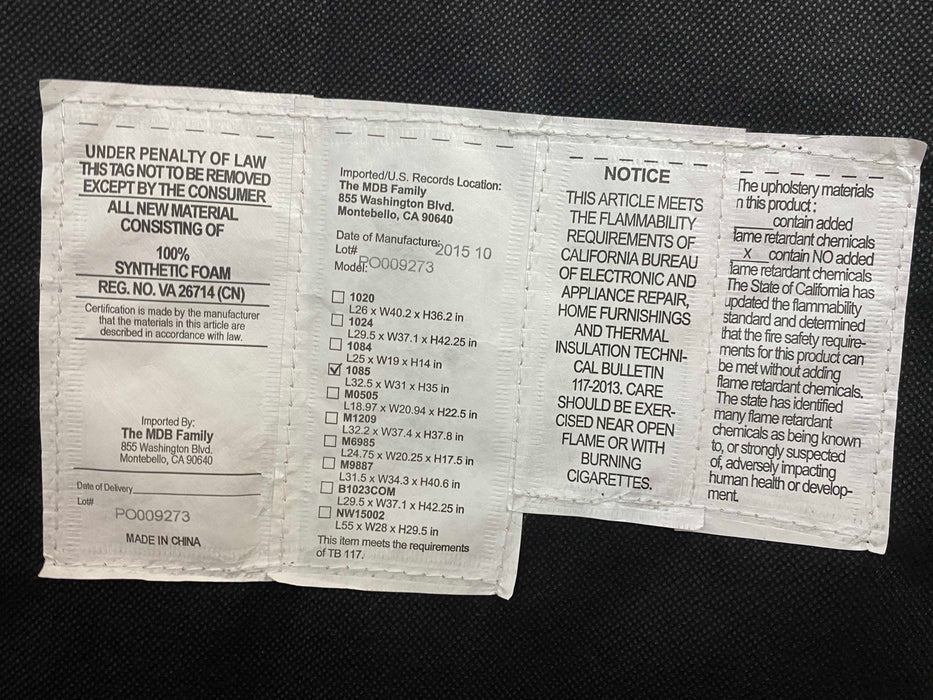 UNDER PENALTY OF LAW
THIS TAG NOT TO BE REMOVED
EXCEPT BY THE CONSUMER
ALL NEW MATERIAL
CONSISTING OF
100%
SYNTHETIC FOAM
REG. NO. VA 26714 (CN)
Certification is made by the manufacturer
that the materials in this article are
described in accordance with law.
Imported By:
The MDB Family
855 Washington Blvd.
Montebello, CA 90640
Date of Delivery
Lot#
PO009273
MADE IN CHINA
Imported/U.S. Records Location:
The MDB Family
855 Washington Blvd.
Montebello, CA 90640
Date of Manufacture: 2015 10
Lot#
Model: PO009273
1020
L26 x W40.2 x H36.2 in
1024
L29.5 x W37.1 x H42.25 in
1084
L25 x W19 x H14 in
1085
L32.5 x W31 x H35 in
M0505
L18.97 x W20.94 x H22.5 in
M1209
L32.2 x W37.4 x H37.8 in
M6985
L24.75 x W20.25 x H17.5 in
M9887
L31.5 x W34.3 x H40.6 in
B1023COM
L29.5 x W37.1 x H42.25 in
NW15002
L55 x W28 x H29.5 in
This item meets the requirements
of TB 117.
NOTICE
THIS ARTICLE MEETS
THE FLAMMABILITY
REQUIREMENTS OF
CALIFORNIA BUREAU
OF ELECTRONIC AND
APPLIANCE REPAIR,
HOME FURNISHINGS
AND THERMAL
INSULATION TECHNI-
CAL BULLETIN
117-2013. CARE
SHOULD BE EXER-
CISED NEAR OPEN
FLAME OR WITH
BURNING
CIGARETTES.
The upholstery materials
n this product :
contain added
lame retardant chemicals
X contain NO added
lame retardant chemicals
The State of California has
updated the flammability
standard and determined
that the fire safety require-
ments for this product can
be met without adding
flame retardant chemicals.
The state has identified
many flame retardant
chemicals as being known
to, or strongly suspected
of, adversely impacting
human health or develop-
ment.